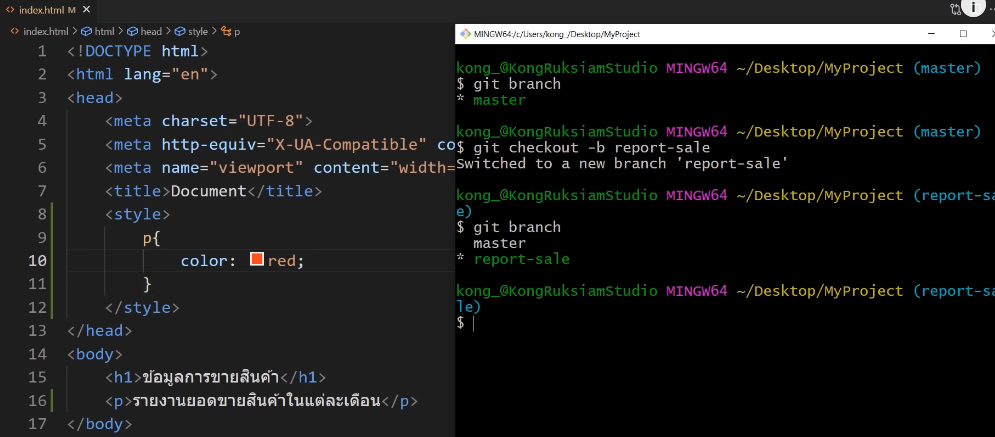 index.html M
index.html > html > head > style > p
1 <!DOCTYPE html>
2 <html lang="en">
3 <head>
4 <meta charset="UTF-8">
5 <meta http-equiv="X-UA-Compatible" co
6 <meta name="viewport" content="width=
7 <title>Document</title>
8 <style>
9 p{
10 color: red;
11 }
12 </style>
13 </head>
14 <body>
15 <h1>ข้อมูลการขายสินค้า</h1>
16 <p>รายงานยอดขายสินค้าในแต่ละเดือน</p>
17 </body>
MINGW64:/c/Users/kong_/Desktop/MyProject
kong_@KongRuksiamStudio MINGW64 ~/Desktop/MyProject (master)
$ git branch
* master
kong_@KongRuksiamStudio MINGW64 ~/Desktop/MyProject (master)
$ git checkout -b report-sale
Switched to a new branch 'report-sale'
kong_@KongRuksiamStudio MINGW64 ~/Desktop/MyProject (report-sa
e)
$ git branch
master
* report-sale
kong_@KongRuksiamStudio MINGW64 ~/Desktop/MyProject (report-sa
le)
$